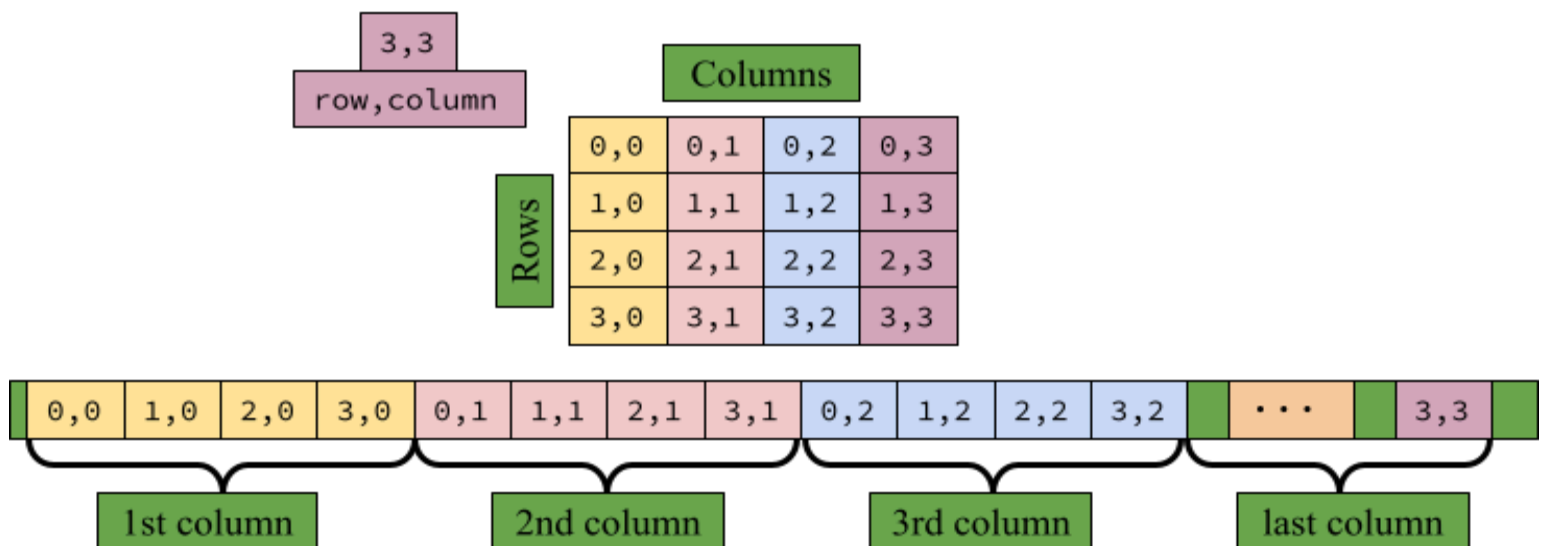 3,3
row,column
Columns
Rows
0,0 0,1 0,2 0,3
1,0 1,1 1,2 1,3
2,0 2,1 2,2 2,3
3,0 3,1 3,2 3,3
0,0 1,0 2,0 3,0 0,1 1,1 2,1 3,1 0,2 1,2 2,2 3,2 ... 3,3
1st column 2nd column 3rd column last column